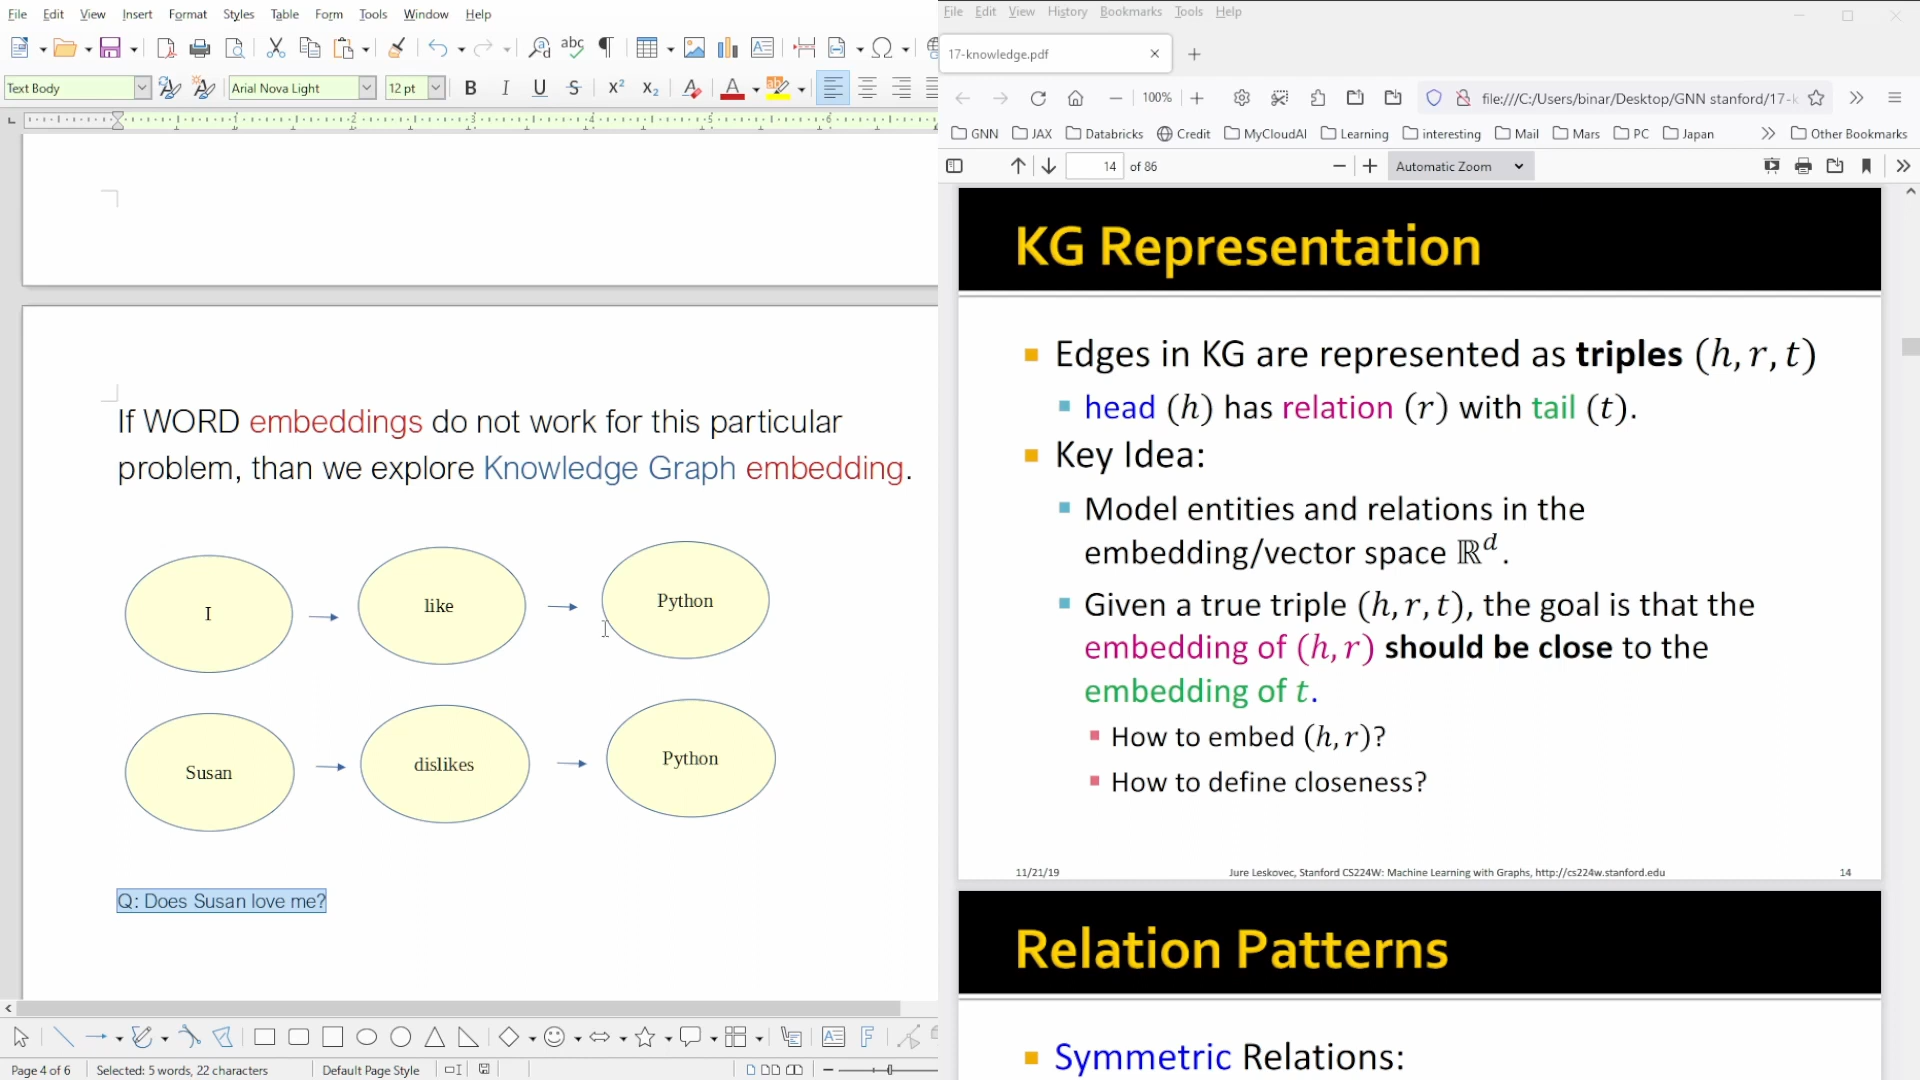 File Edit View Insert Format Styles Table Form Tools Window Help
Text Body
Arial Nova Light
12 pt
If WORD embeddings do not work for this particular
problem, than we explore Knowledge Graph embedding.
I
like
Python
Susan
dislikes
Python
Q: Does Susan love me?
Page 4 of 6
Selected: 5 words, 22 characters
Default Page Style
File Edit View History Bookmarks Tools Help
17-knowledge.pdf
100%
file:///C:/Users/binar/Desktop/GNN stanford/17-k
GNN JAX Databricks Credit MyCloudAI Learning interesting Mail Mars PC Japan Other Bookmarks
14 of 86
Automatic Zoom
KG Representation
Edges in KG are represented as triples (h, r, t)
head (h) has relation (r) with tail (t).
Key Idea:
Model entities and relations in the
embedding/vector space ℝᵈ.
Given a true triple (h, r, t), the goal is that the
embedding of (h, r) should be close to the
embedding of t.
How to embed (h, r)?
How to define closeness?
11/21/19
Jure Leskovec, Stanford CS224W: Machine Learning with Graphs, http://cs224w.stanford.edu
14
Relation Patterns
Symmetric Relations: